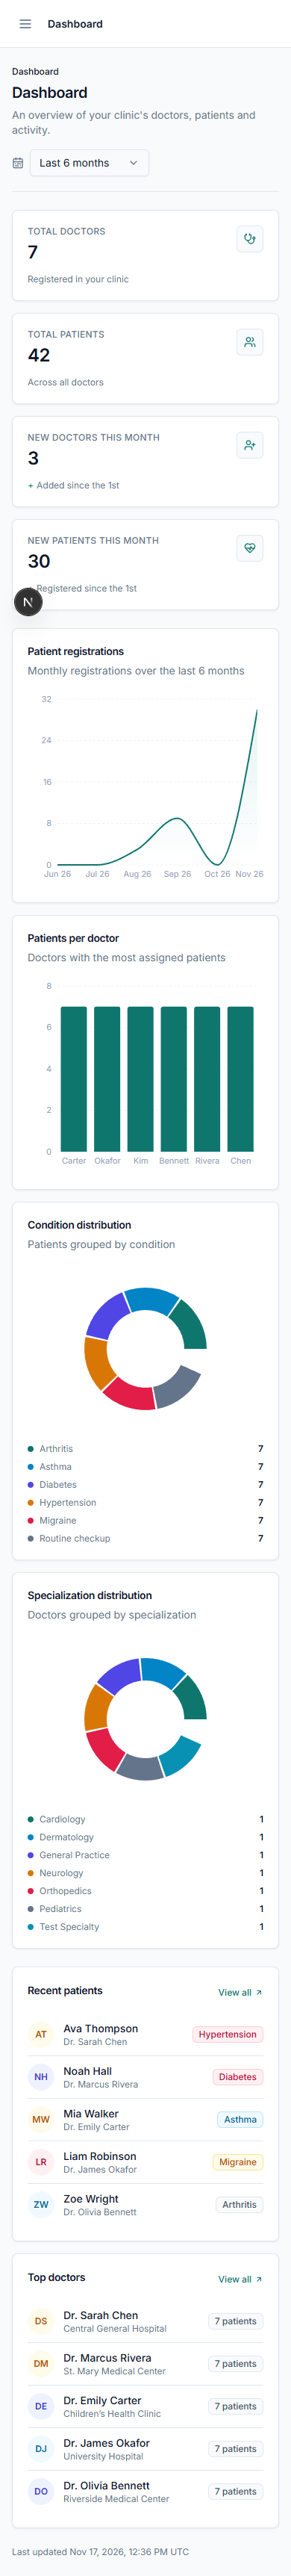 Dashboard
Dashboard
Dashboard
An overview of your clinic's doctors, patients and
activity.
Last 6 months
TOTAL DOCTORS
7
Registered in your clinic
TOTAL PATIENTS
42
Across all doctors
NEW DOCTORS THIS MONTH
3
+ Added since the 1st
NEW PATIENTS THIS MONTH
30
Registered since the 1st
N
Patient registrations
Monthly registrations over the last 6 months
32
24
16
8
0
Jun 26 Jul 26 Aug 26 Sep 26 Oct 26 Nov 26
Patients per doctor
Doctors with the most assigned patients
8
6
4
2
0
Carter Okafor Kim Bennett Rivera Chen
Condition distribution
Patients grouped by condition
Arthritis 7
Asthma 7
Diabetes 7
Hypertension 7
Migraine 7
Routine checkup 7
Specialization distribution
Doctors grouped by specialization
Cardiology 1
Dermatology 1
General Practice 1
Neurology 1
Orthopedics 1
Pediatrics 1
Test Specialty 1
Recent patients View all
AT Ava Thompson Hypertension
Dr. Sarah Chen
NH Noah Hall Diabetes
Dr. Marcus Rivera
MW Mia Walker Asthma
Dr. Emily Carter
LR Liam Robinson Migraine
Dr. James Okafor
ZW Zoe Wright Arthritis
Dr. Olivia Bennett
Top doctors View all
DS Dr. Sarah Chen 7 patients
Central General Hospital
DM Dr. Marcus Rivera 7 patients
St. Mary Medical Center
DE Dr. Emily Carter 7 patients
Children's Health Clinic
DJ Dr. James Okafor 7 patients
University Hospital
DO Dr. Olivia Bennett 7 patients
Riverside Medical Center
Last updated Nov 17, 2026, 12:36 PM UTC